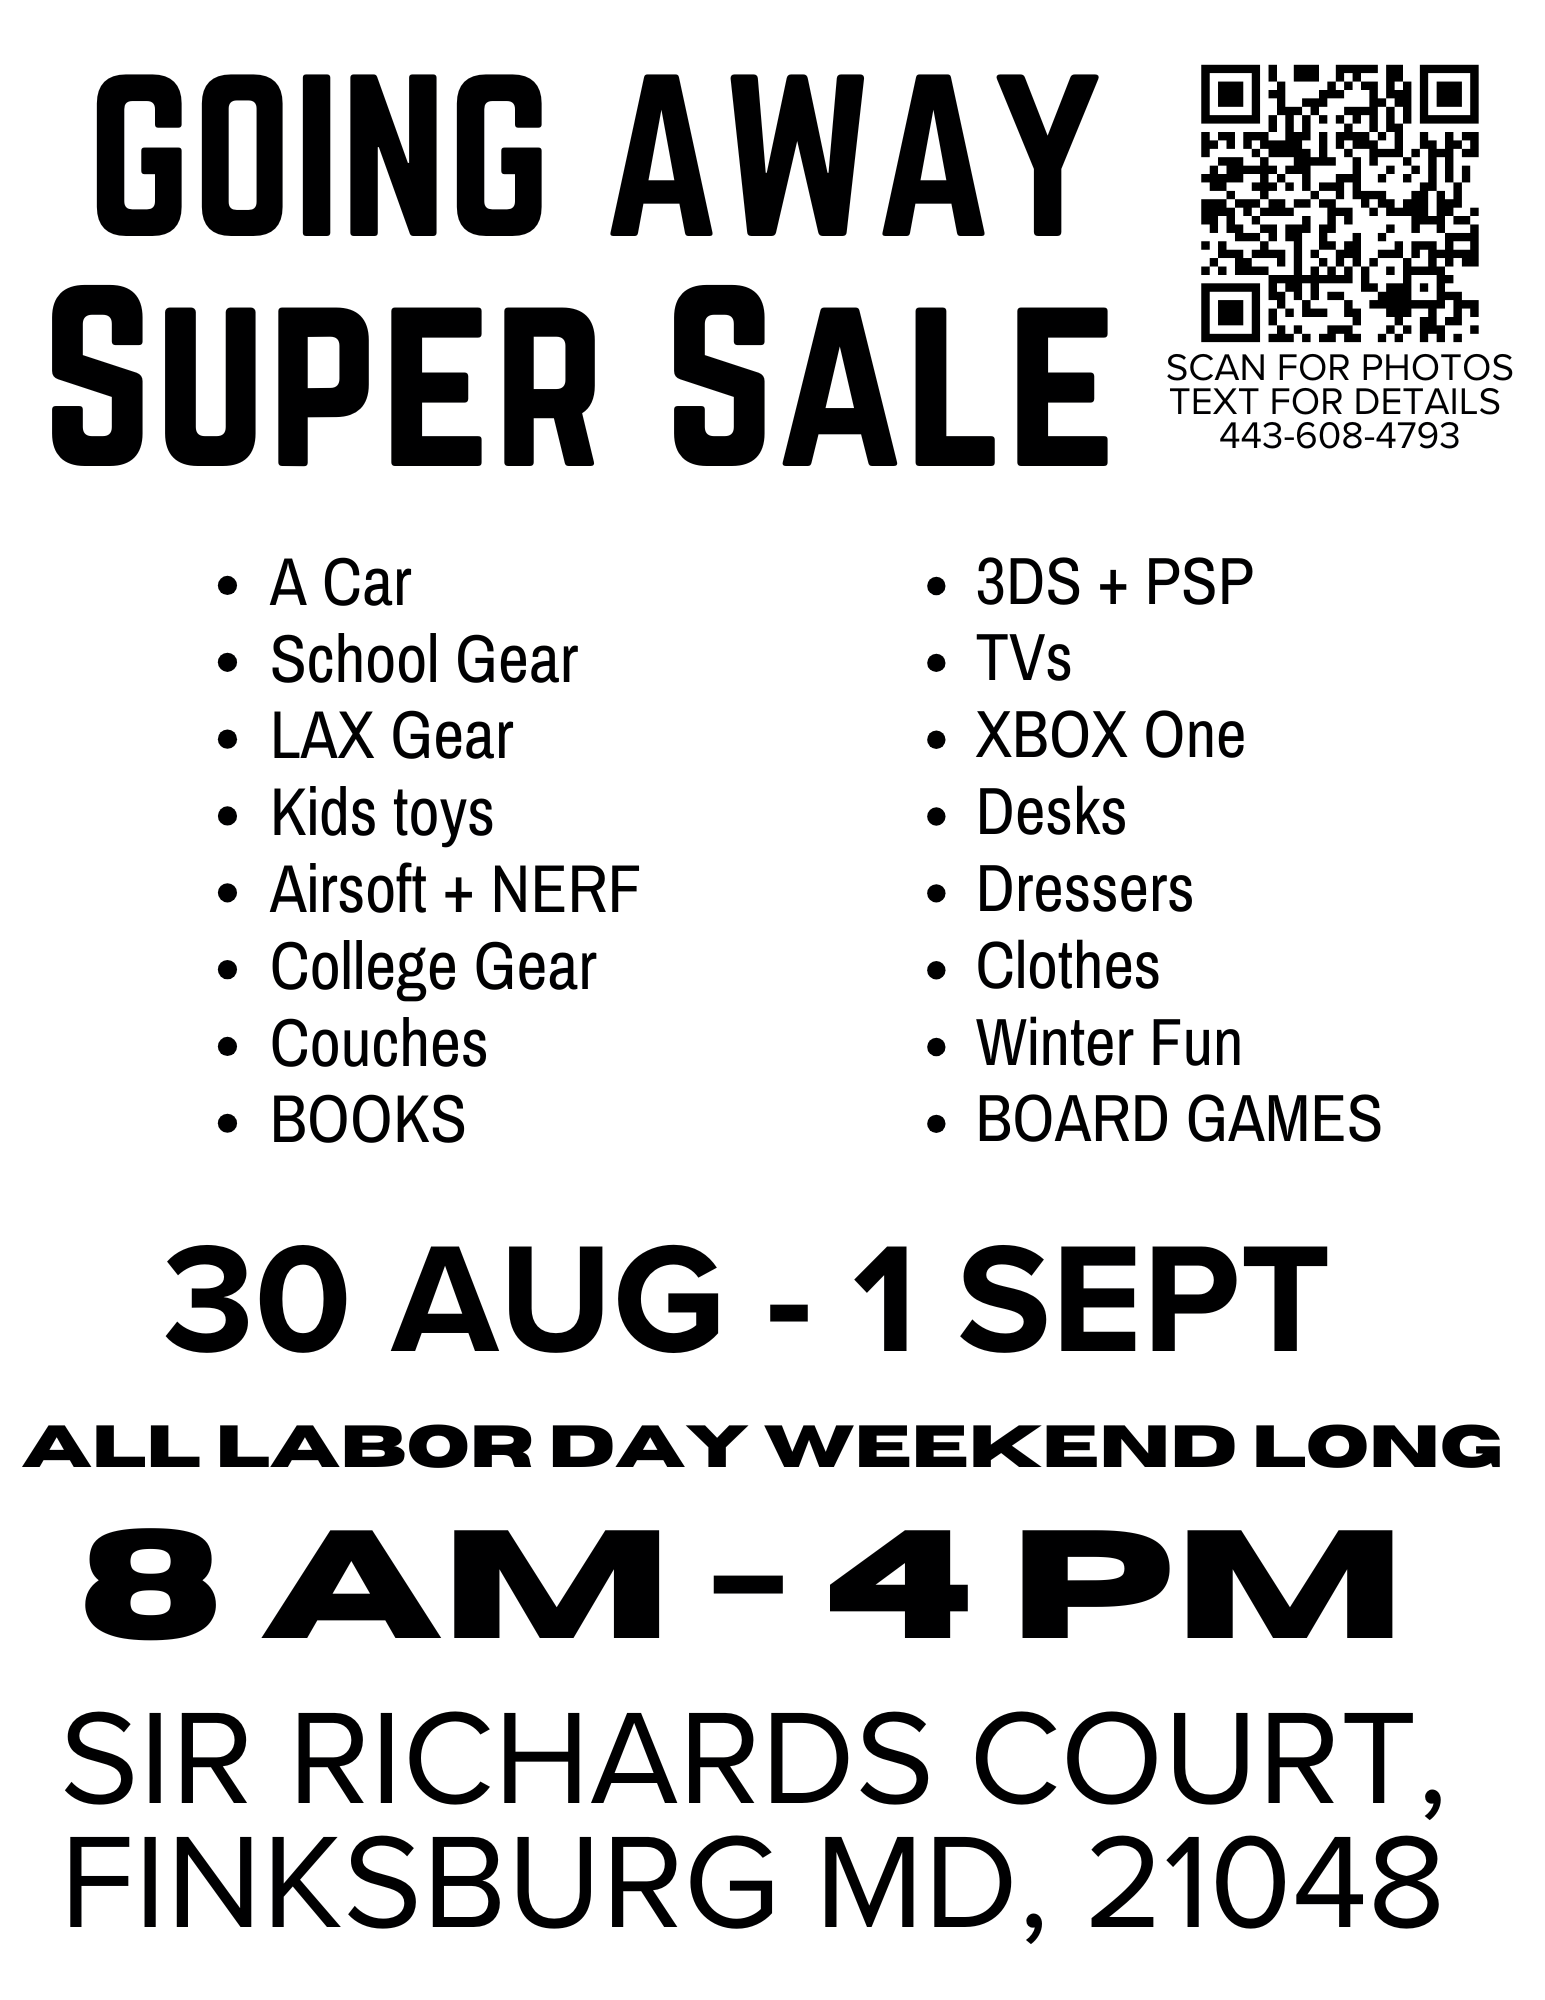 GOING AWAY
SUPER SALE
SCAN FOR PHOTOS
TEXT FOR DETAILS
443-608-4793
• A Car
• School Gear
• LAX Gear
• Kids toys
• Airsoft + NERF
• College Gear
• Couches
• BOOKS
• 3DS + PSP
• TVs
• XBOX One
• Desks
• Dressers
• Clothes
• Winter Fun
• BOARD GAMES
30 AUG - 1 SEPT
ALL LABOR DAY WEEKEND LONG
8 AM - 4 PM
SIR RICHARDS COURT,
FINKSBURG MD, 21048